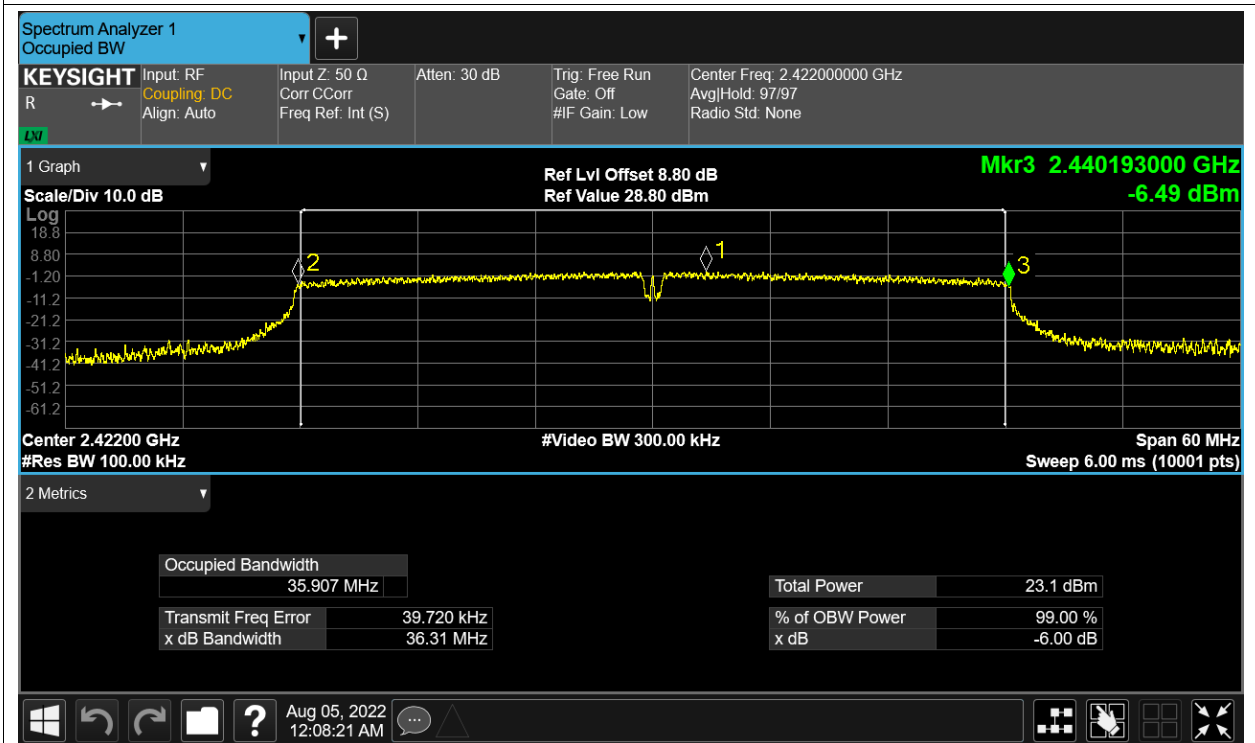 Spectrum Analyzer 1
Occupied BW
KEYSIGHT
R
LXI
Input: RF
Coupling: DC
Align: Auto
Input Z: 50 Ω
Corr CCorr
Freq Ref: Int (S)
Atten: 30 dB
Trig: Free Run
Gate: Off
#IF Gain: Low
Center Freq: 2.422000000 GHz
Avg|Hold: 97/97
Radio Std: None
1 Graph
Scale/Div 10.0 dB
Ref Lvl Offset 8.80 dB
Ref Value 28.80 dBm
Mkr3 2.440193000 GHz
-6.49 dBm
Log
18.8
8.80
-1.20
-11.2
-21.2
-31.2
-41.2
-51.2
-61.2
2
1
3
Center 2.42200 GHz
#Res BW 100.00 kHz
#Video BW 300.00 kHz
Span 60 MHz
Sweep 6.00 ms (10001 pts)
2 Metrics
Occupied Bandwidth
35.907 MHz
Transmit Freq Error 39.720 kHz
x dB Bandwidth 36.31 MHz
Total Power 23.1 dBm
% of OBW Power 99.00 %
x dB -6.00 dB
?
Aug 05, 2022
12:08:21 AM